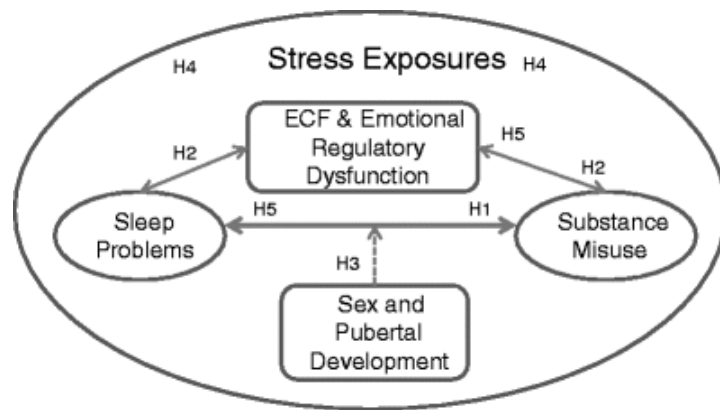 Stress Exposures
H4
H4
ECF & Emotional
Regulatory
Dysfunction
H5
H2
H2
Sleep
Problems
H5
H1
Substance
Misuse
H3
Sex and
Pubertal
Development